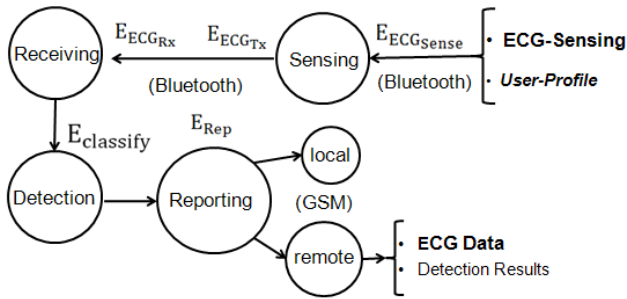 Receiving
E_ECG_Rx
E_ECG_Tx
Sensing
E_ECG_Sense
• ECG-Sensing
(Bluetooth)
(Bluetooth)
• User-Profile
E_classify
E_Rep
local
Detection
Reporting
(GSM)
remote
• ECG Data
• Detection Results